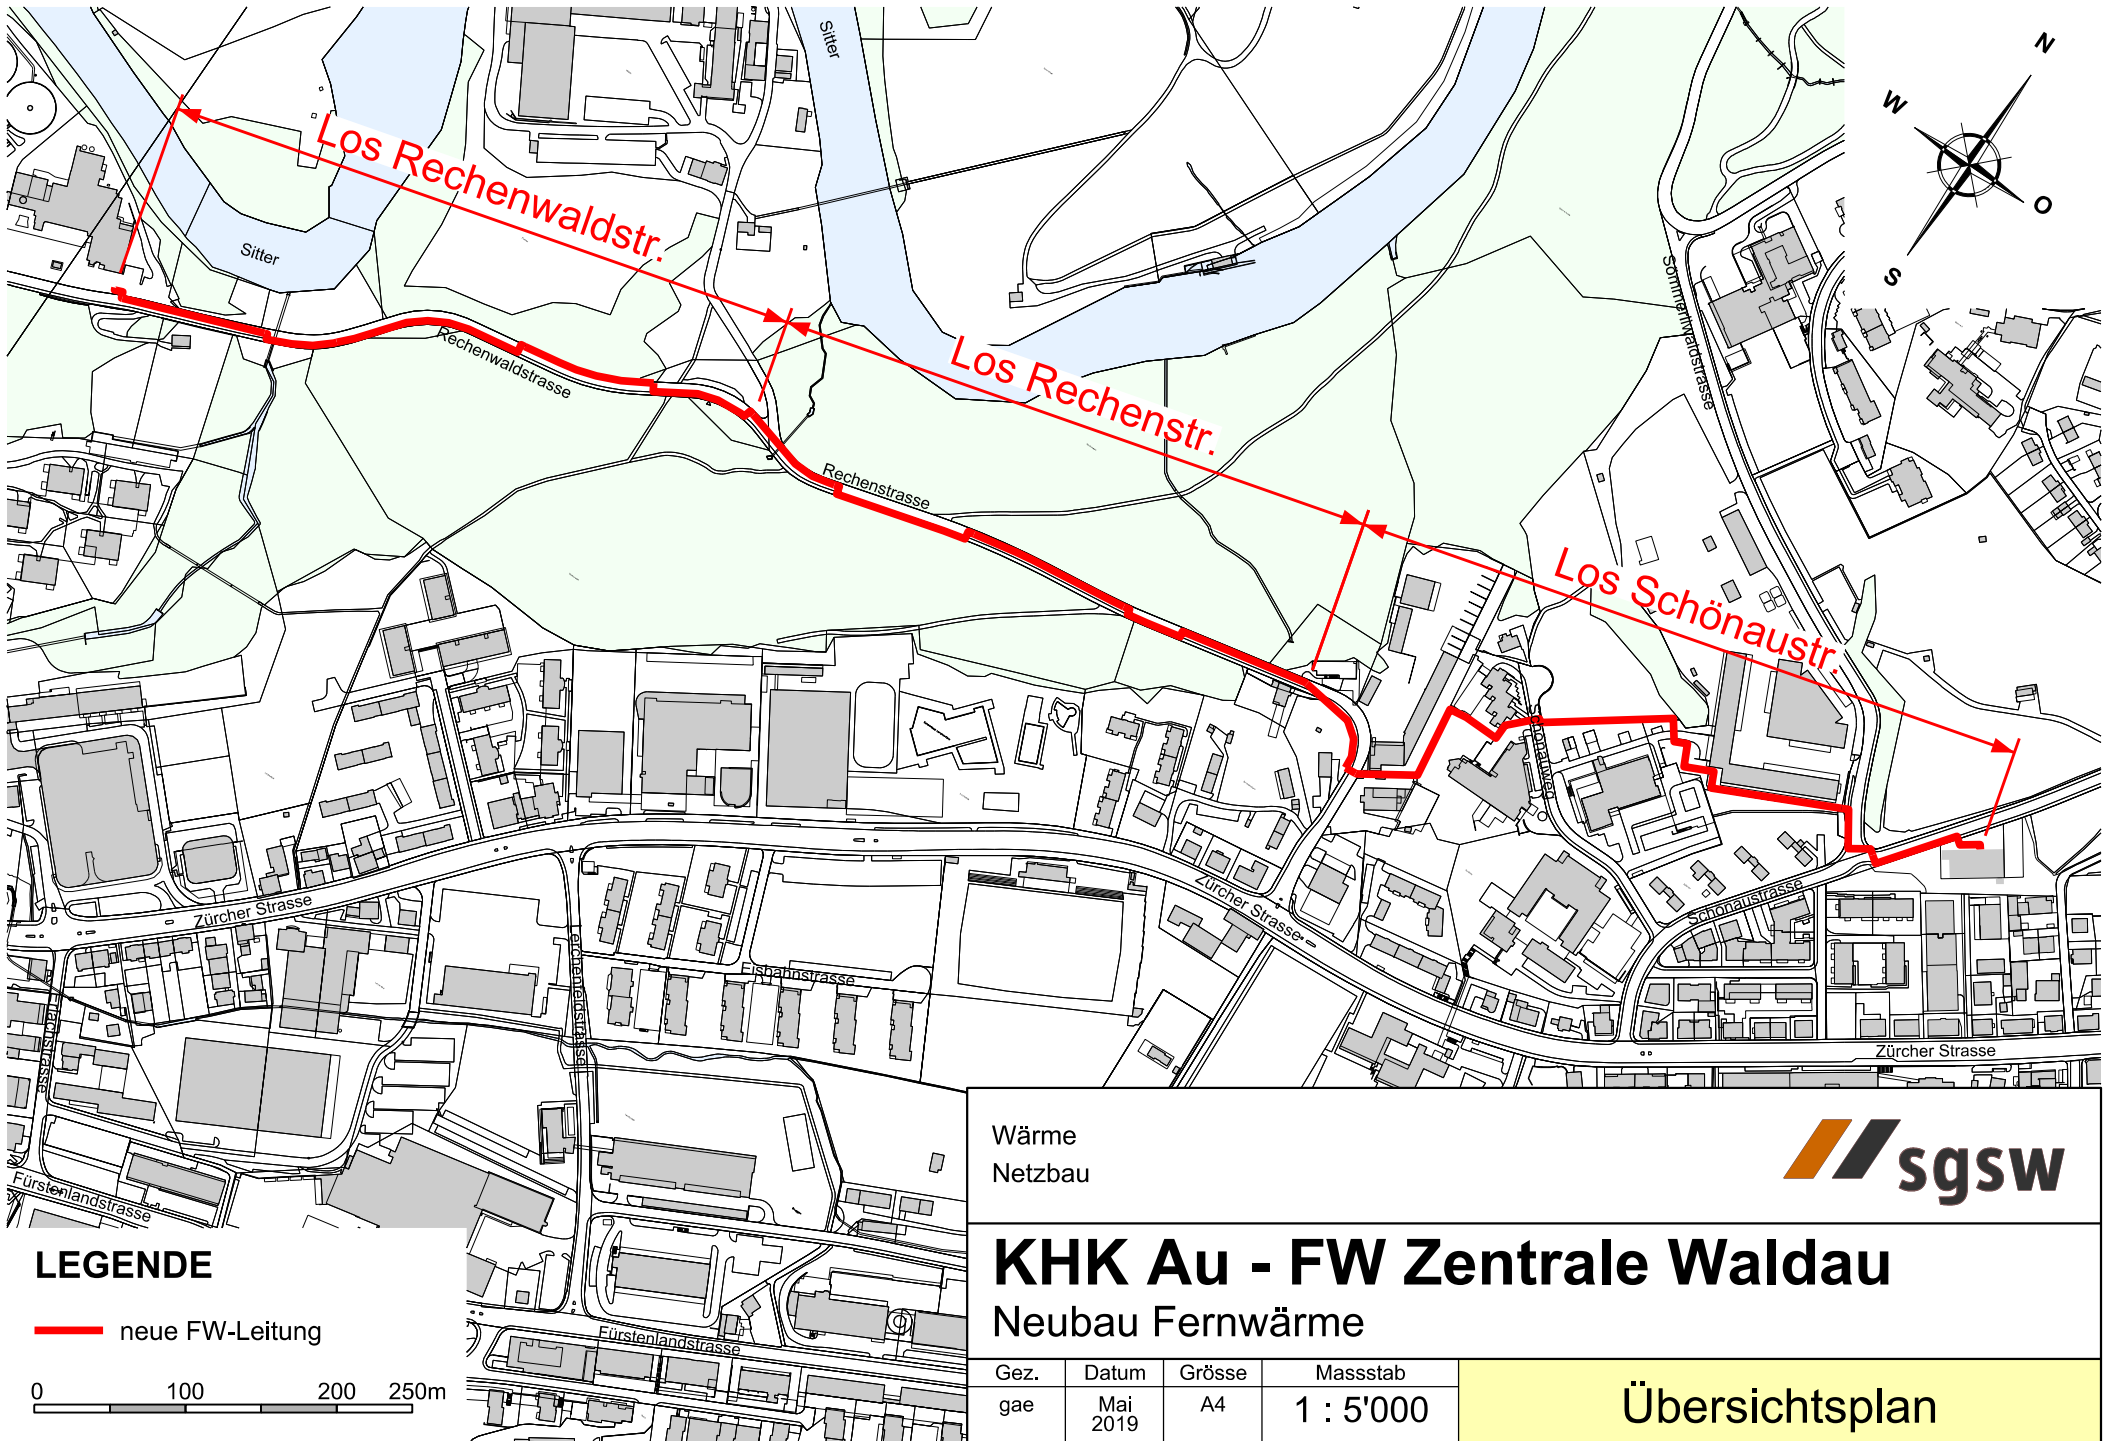 Sitter
N
W
O
S
Los Rechenwaldstr.
Sitter
Sömmerliwaldstrasse
Rechenwaldstrasse
Los Rechenstr.
Rechenstrasse
Los Schönaustr.
Schönauweg
Zürcher Strasse
Zürcher Strasse
Schönaustrasse
Lerchenfeldstrasse
Eisbahnstrasse
Zürcher Strasse
Fürstenlandstrasse
Fürstenlandstrasse
LEGENDE
neue FW-Leitung
0 100 200 250m
Wärme
Netzbau
sgsw
KHK Au - FW Zentrale Waldau
Neubau Fernwärme
Gez. Datum Grösse Massstab
gae Mai 2019 A4 1 : 5'000
Übersichtsplan